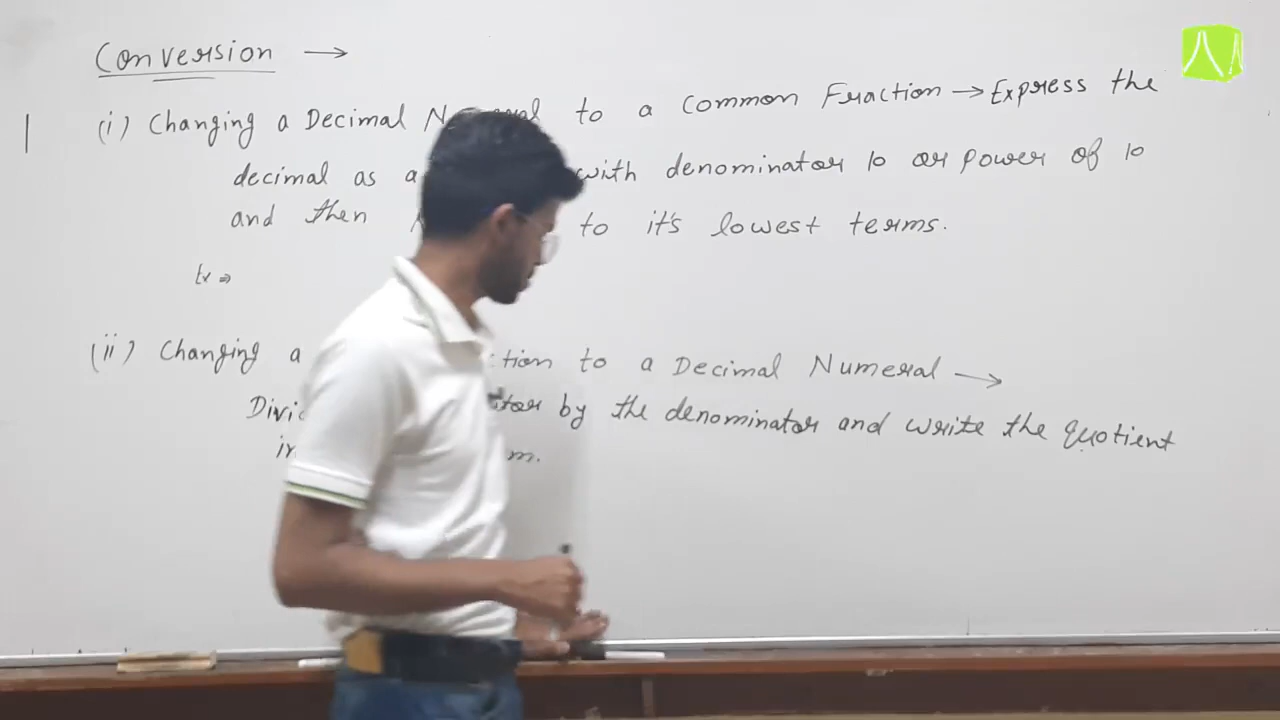 Conversion →
(i) Changing a Decimal to a Common Fraction → Express the
decimal as a with denominator 10 or power of 10
and then to it's lowest terms.
Ex ⇒
(ii) Changing a to a Decimal Numeral →
by the denominator and write the quotient